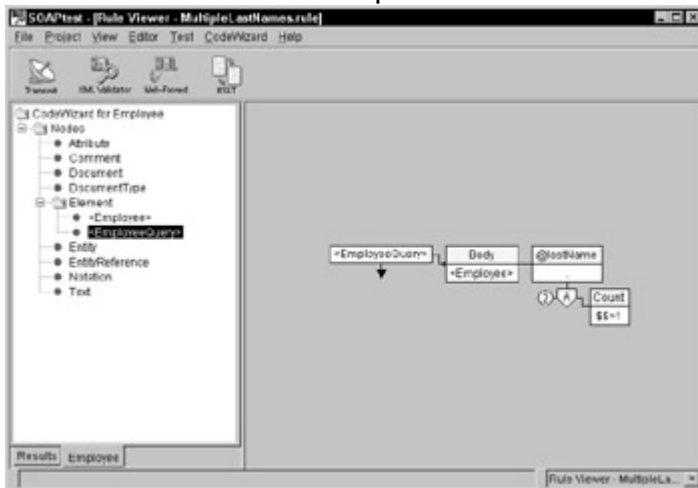 SOAPtest - [Rule Viewer - MultipleLastNames.rule]
File Project View Editor Test CodeWizard Help
Transmit XML Validator Well-Formed XSLT
CodeWizard for Employee
Nodes
Attribute
Comment
Document
DocumentType
Element
<Employee>
<EmployeeQuery>
Entity
EntityReference
Notation
Text
<EmployeeQuery> Body @lastName
<Employee>
2 A Count
$$>1
Results Employee
Rule Viewer - MultipleLa...